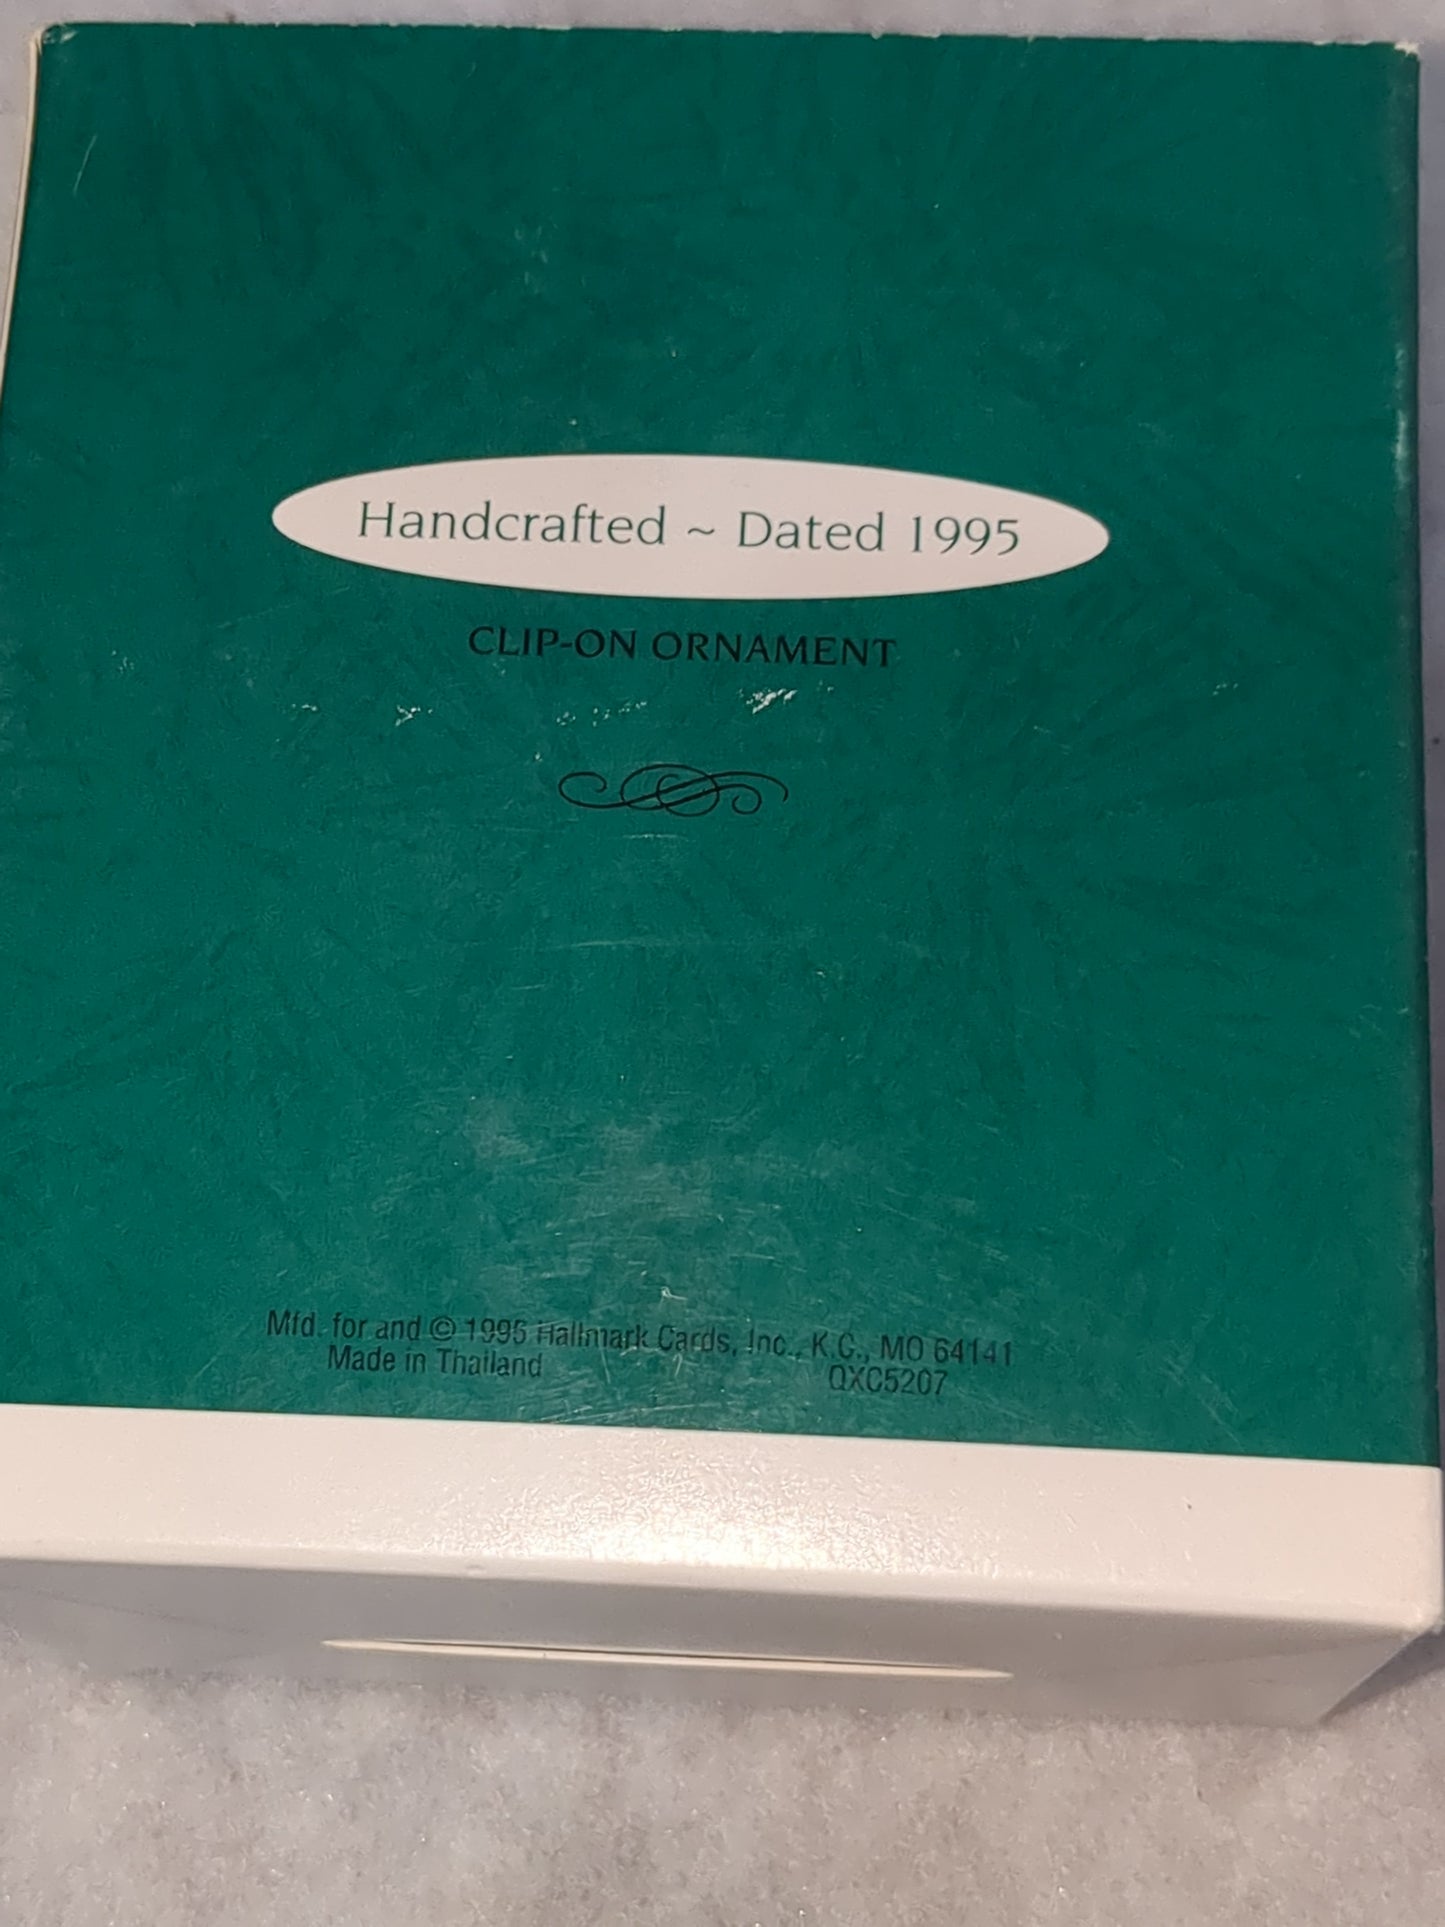 Handcrafted ~ Dated 1995
CLIP-ON ORNAMENT
Mfd. for and © 1995 Hallmark Cards, Inc., K.C., MO 64141
Made in Thailand QXC5207